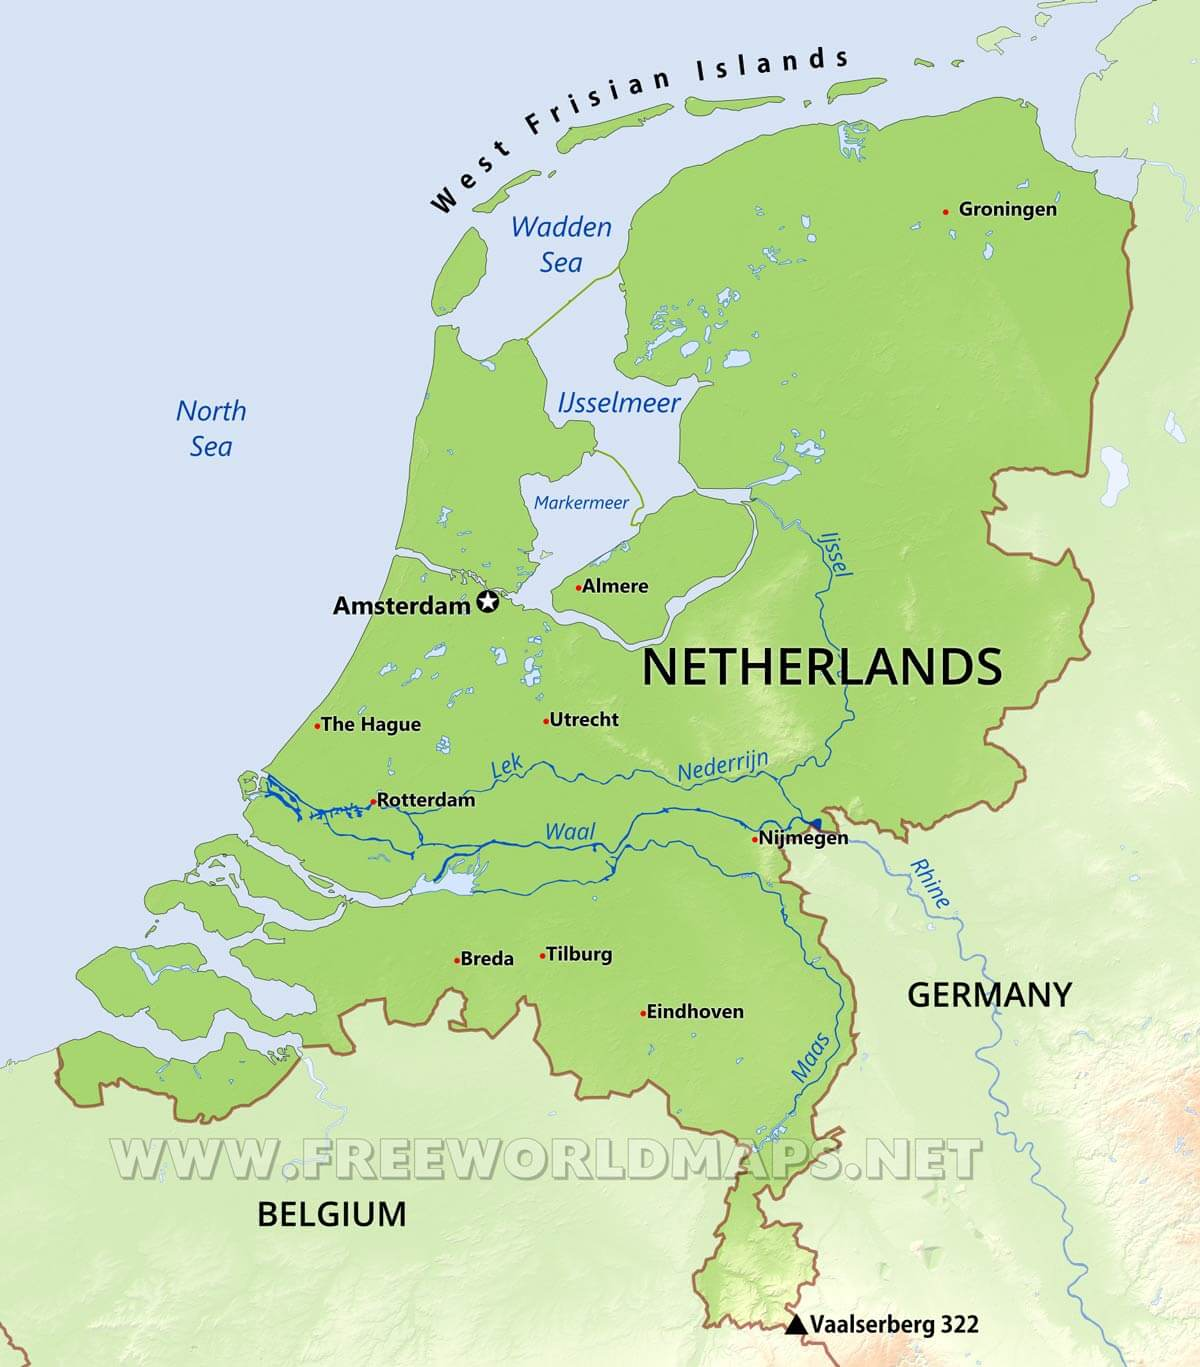 West Frisian Islands
Wadden
Sea
Groningen
North
Sea
IJsselmeer
Markermeer
Ijssel
Almere
Amsterdam
NETHERLANDS
The Hague
Utrecht
Lek
Nederrijn
Rotterdam
Waal
Nijmegen
Rhine
Breda
Tilburg
GERMANY
Eindhoven
Maas
WWW.FREEWORLDMAPS.NET
BELGIUM
Vaalserberg 322